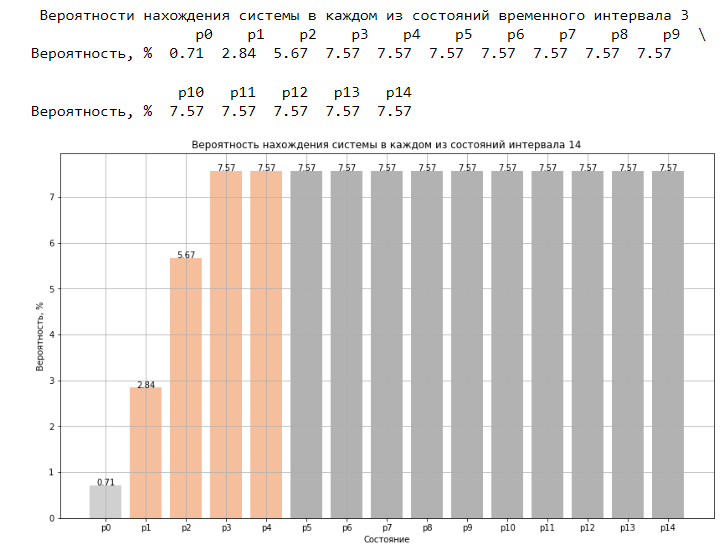 Вероятности нахождения системы в каждом из состояний временного интервала 3
p0 p1 p2 p3 p4 p5 p6 p7 p8 p9 \
Вероятность, % 0.71 2.84 5.67 7.57 7.57 7.57 7.57 7.57 7.57 7.57
p10 p11 p12 p13 p14
Вероятность, % 7.57 7.57 7.57 7.57 7.57
Вероятность нахождения системы в каждом из состояний интервала 14
7.57 7.57 7.57 7.57 7.57 7.57 7.57 7.57 7.57 7.57 7.57 7.57
7
6
5.67
5
Вероятность, %
4
3
2.84
2
1
0.71
0
p0 p1 p2 p3 p4 p5 p6 p7 p8 p9 p10 p11 p12 p13 p14
Состояние